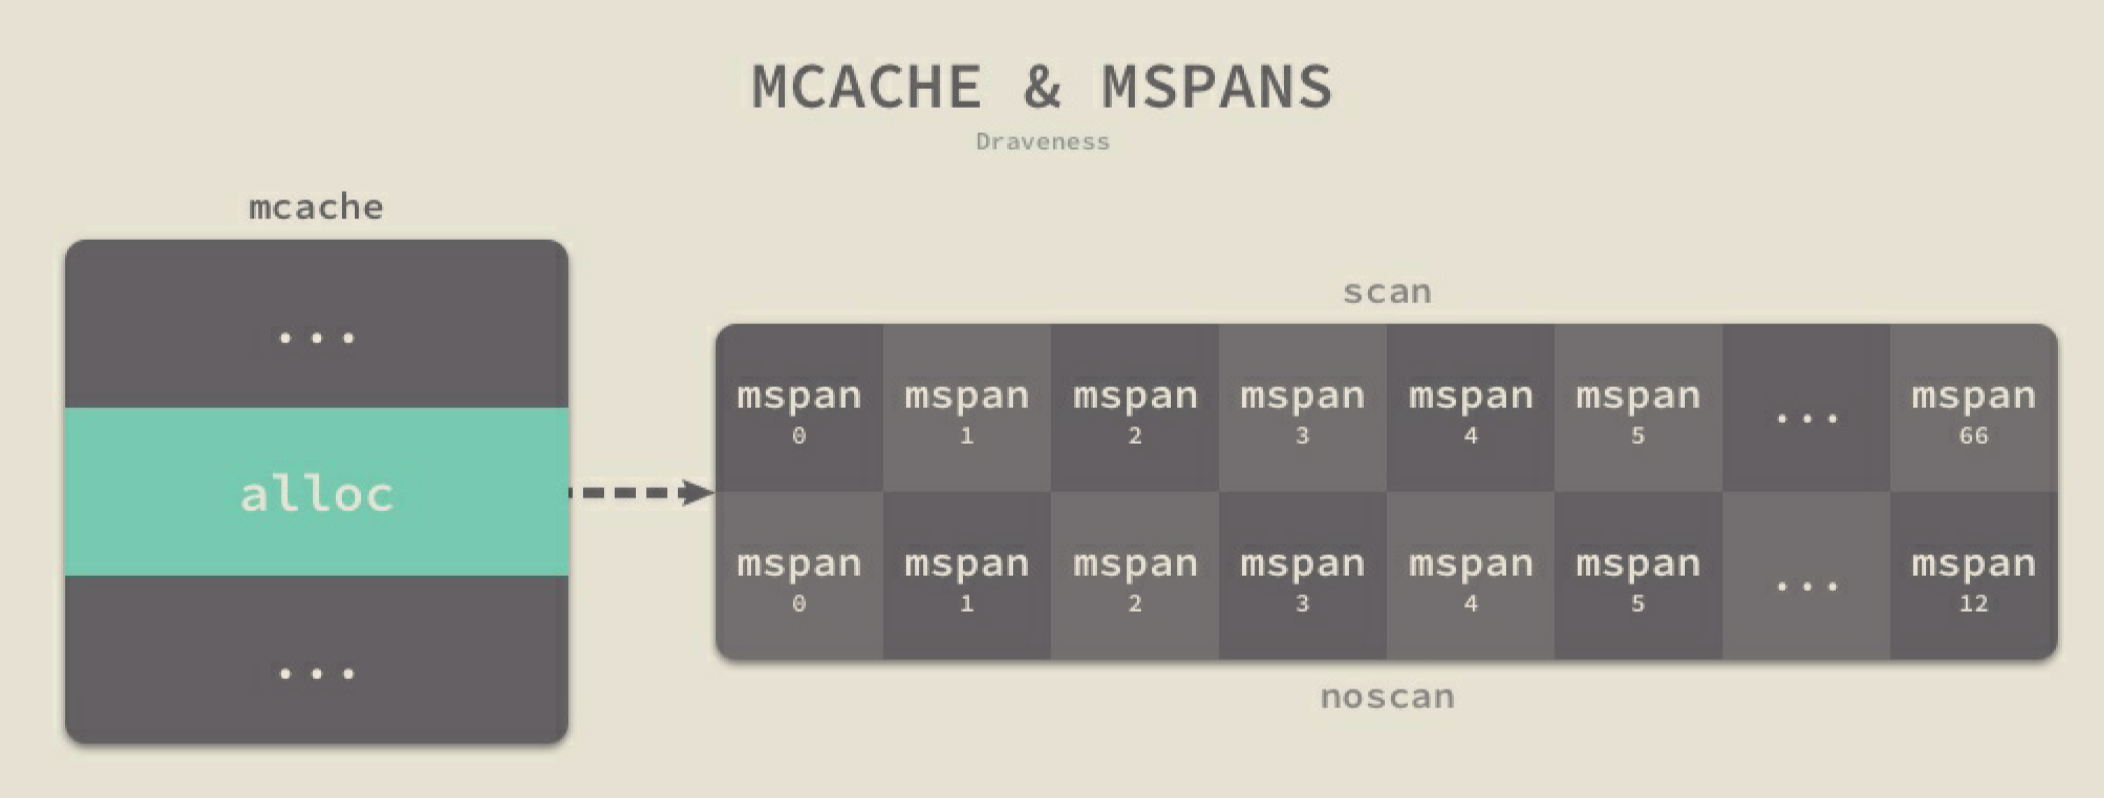 MCACHE & MSPANS
Draveness
mcache
...
alloc
...
scan
mspan mspan mspan mspan mspan mspan ... mspan
0 1 2 3 4 5 66
mspan mspan mspan mspan mspan mspan ... mspan
0 1 2 3 4 5 12
noscan